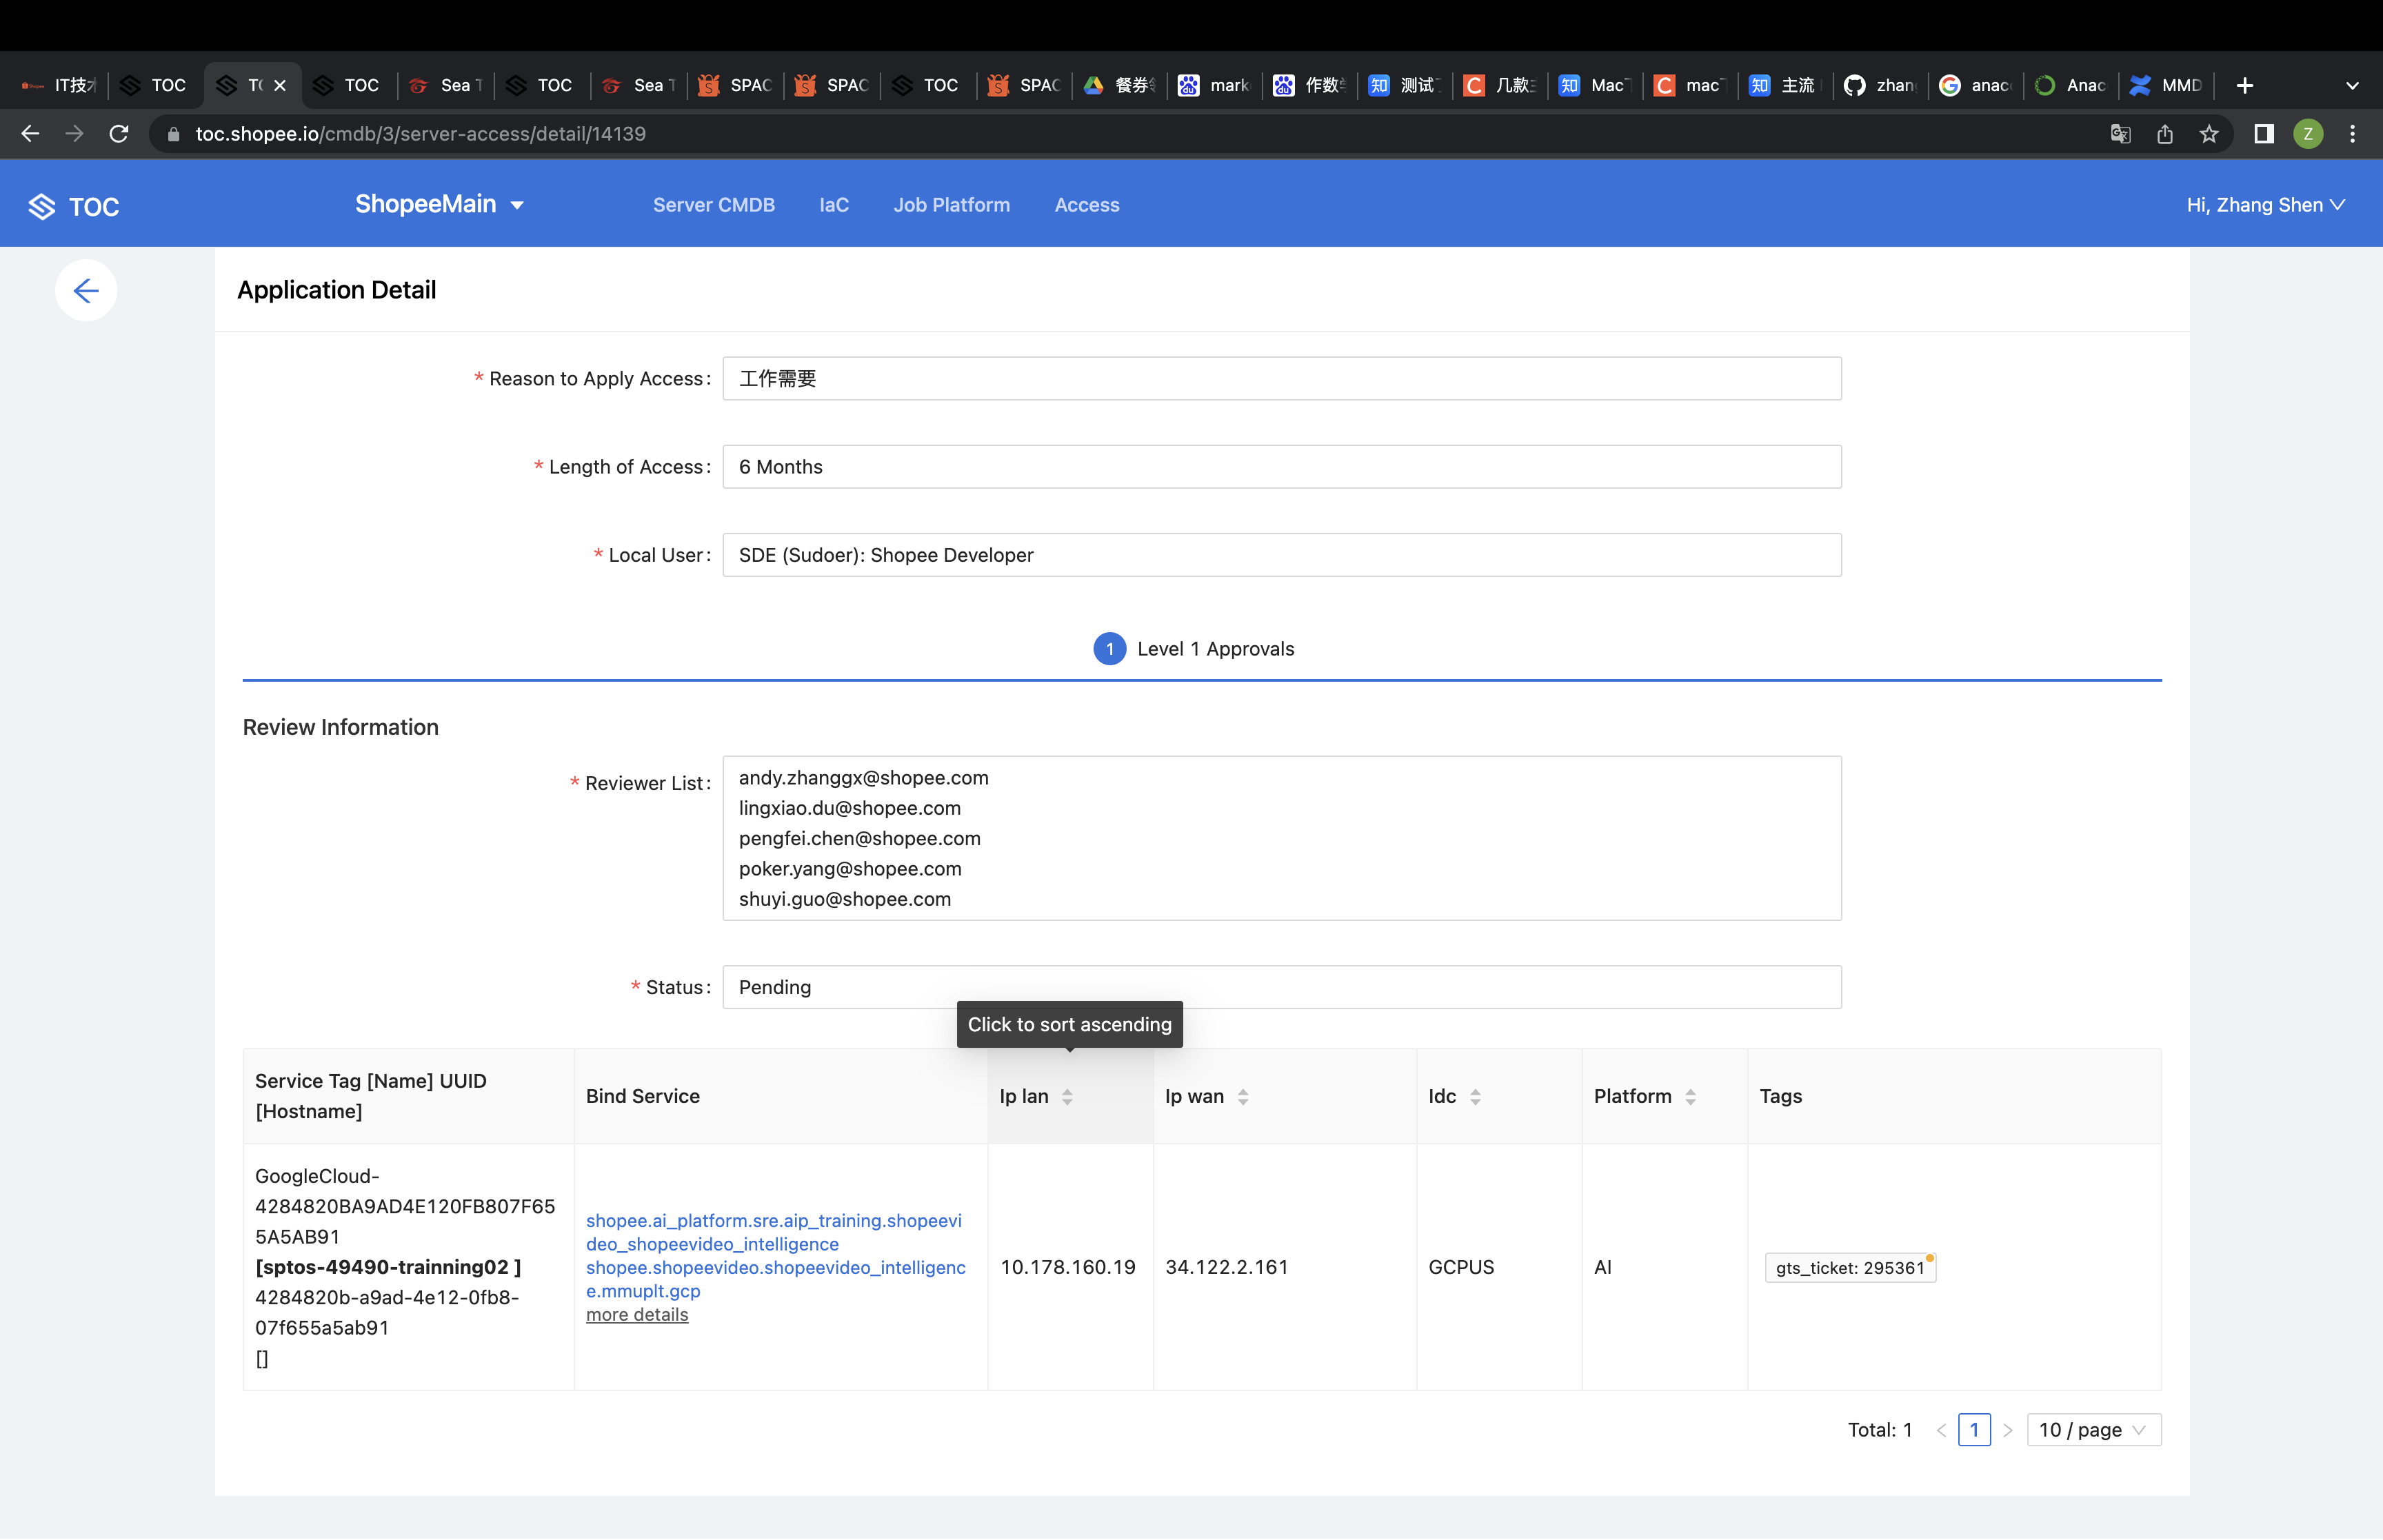 IT技 TOC TOC TOC Sea T TOC Sea T SPAC SPAC TOC SPAC 餐券 mark 作数 测试 几款 Mac mac 主流 zhan anac Anac MMD
toc.shopee.io/cmdb/3/server-access/detail/14139
Z
TOC ShopeeMain Server CMDB IaC Job Platform Access Hi, Zhang Shen
Application Detail
* Reason to Apply Access: 工作需要
* Length of Access: 6 Months
* Local User: SDE (Sudoer): Shopee Developer
1 Level 1 Approvals
Review Information
* Reviewer List: andy.zhanggx@shopee.com
lingxiao.du@shopee.com
pengfei.chen@shopee.com
poker.yang@shopee.com
shuyi.guo@shopee.com
* Status: Pending
Click to sort ascending
Service Tag [Name] UUID
[Hostname]
Bind Service
Ip lan
Ip wan
Idc
Platform
Tags
GoogleCloud-
4284820BA9AD4E120FB807F65
5A5AB91
[sptos-49490-trainning02 ]
4284820b-a9ad-4e12-0fb8-
07f655a5ab91
[]
shopee.ai_platform.sre.aip_training.shopeevi
deo_shopeevideo_intelligence
shopee.shopeevideo.shopeevideo_intelligenc
e.mmuplt.gcp
more details
10.178.160.19
34.122.2.161
GCPUS
AI
gts_ticket: 295361
Total: 1 < 1 > 10 / page